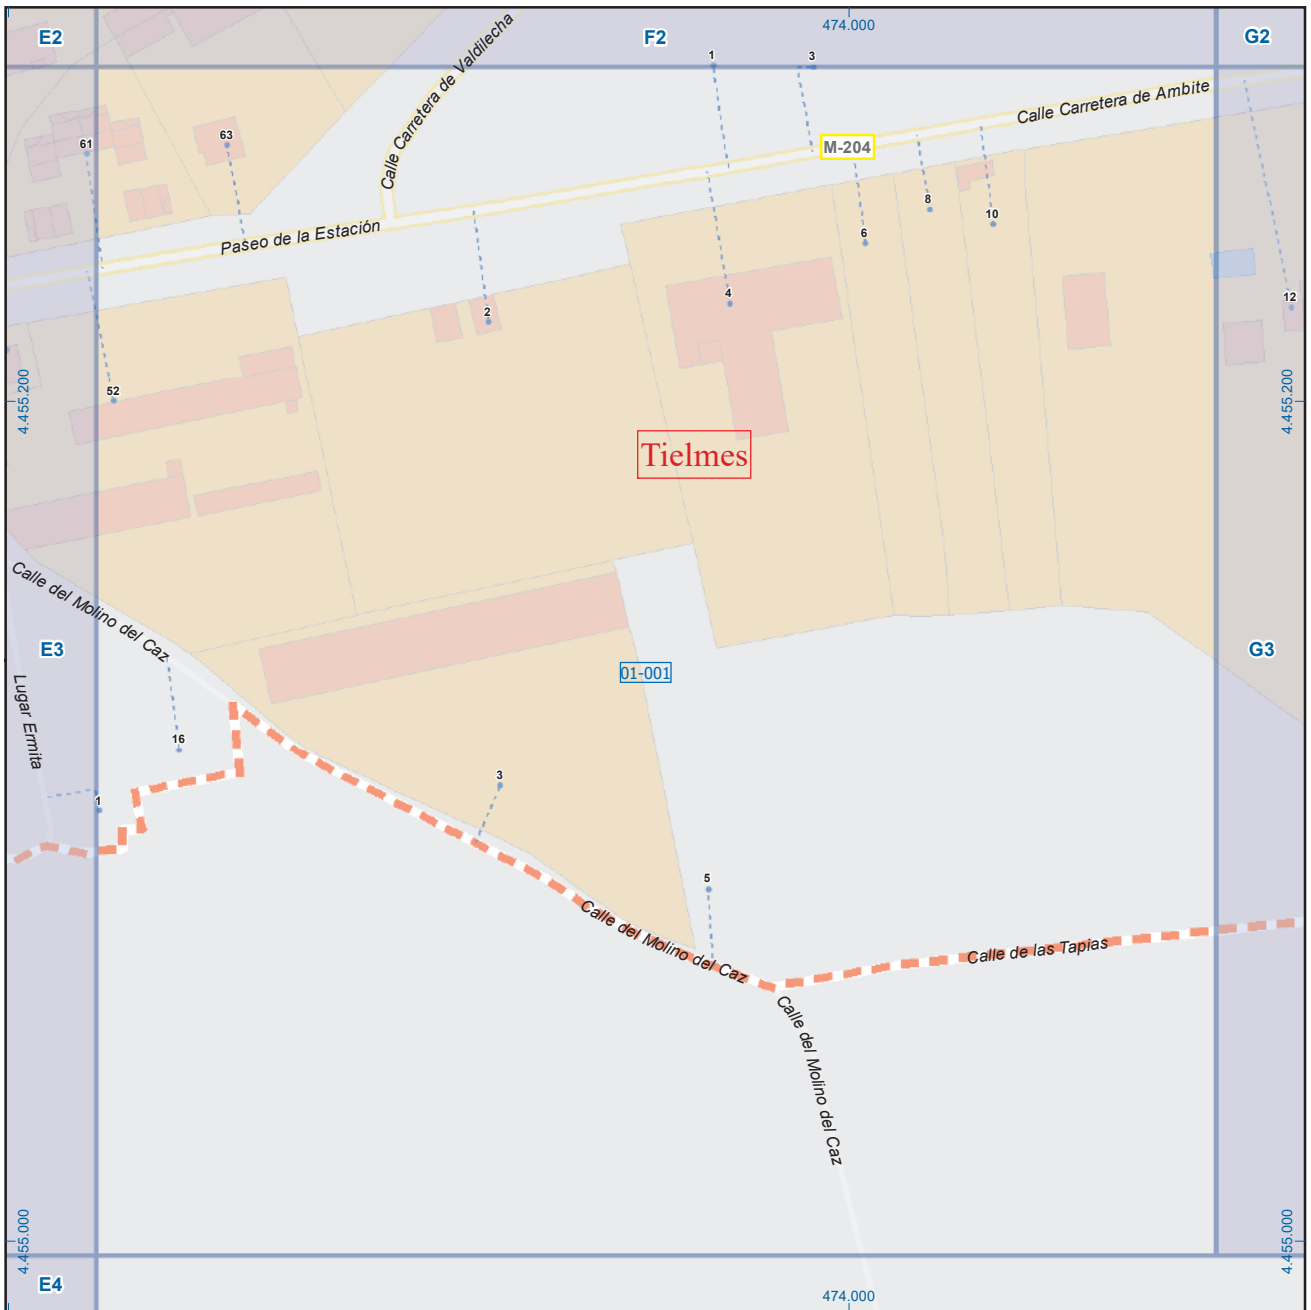 E2
F2
474.000
G2
Calle Carretera de Valdilecha
1
3
Calle Carretera de Ambite
M-204
63
61
8
10
6
Paseo de la Estación
4
12
2
52
4.455.200
4.455.200
Tielmes
Calle del Molino del Caz
E3
01-001
G3
Lugar Ermita
16
3
1
5
Calle del Molino del Caz
Calle de las Tapias
Calle del Molino del Caz
4.455.000
4.455.000
E4
474.000